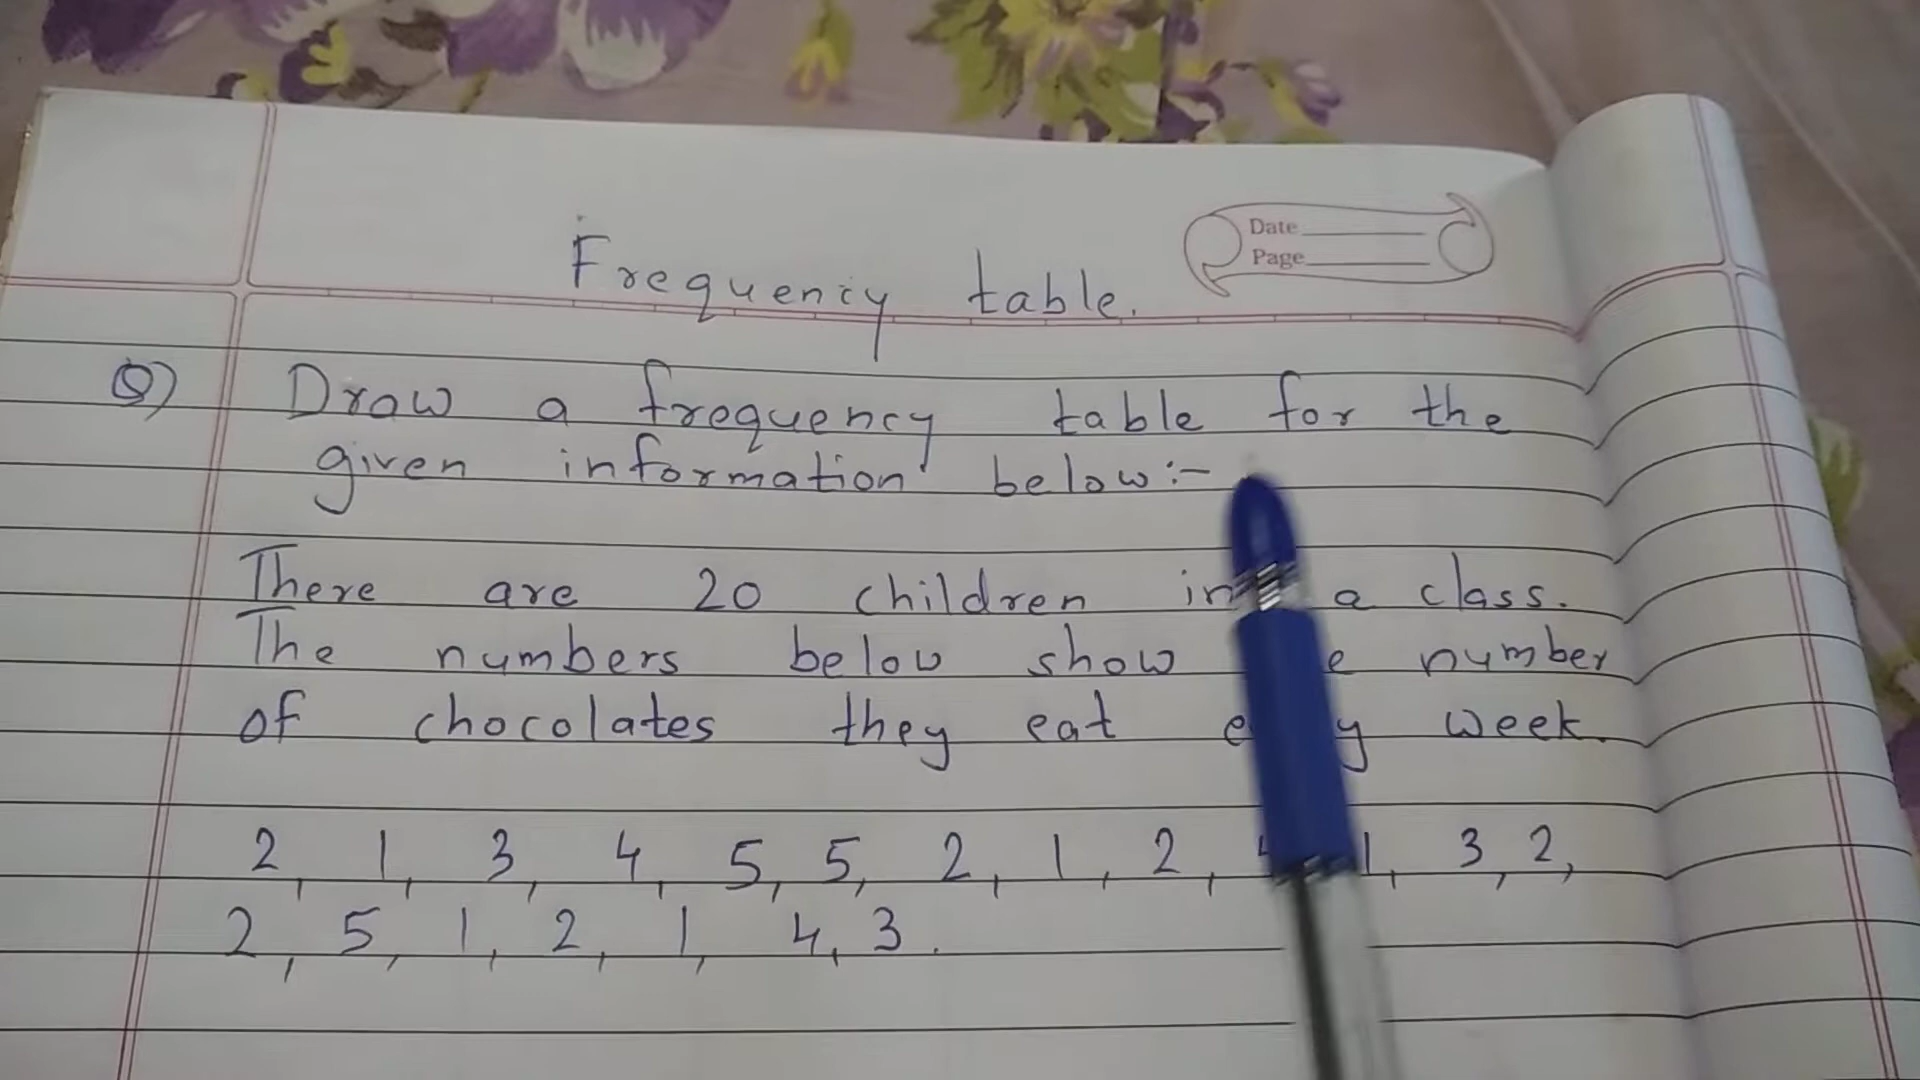 Date
Page
Frequency table.
Q) Draw a frequency table for the
given information below:-
There are 20 children in a class.
The numbers below show number
of chocolates they eat week.
2, 1, 3, 4, 5, 5, 2, 1, 2, 1, 3, 2,
2, 5, 1, 2, 1, 4, 3.